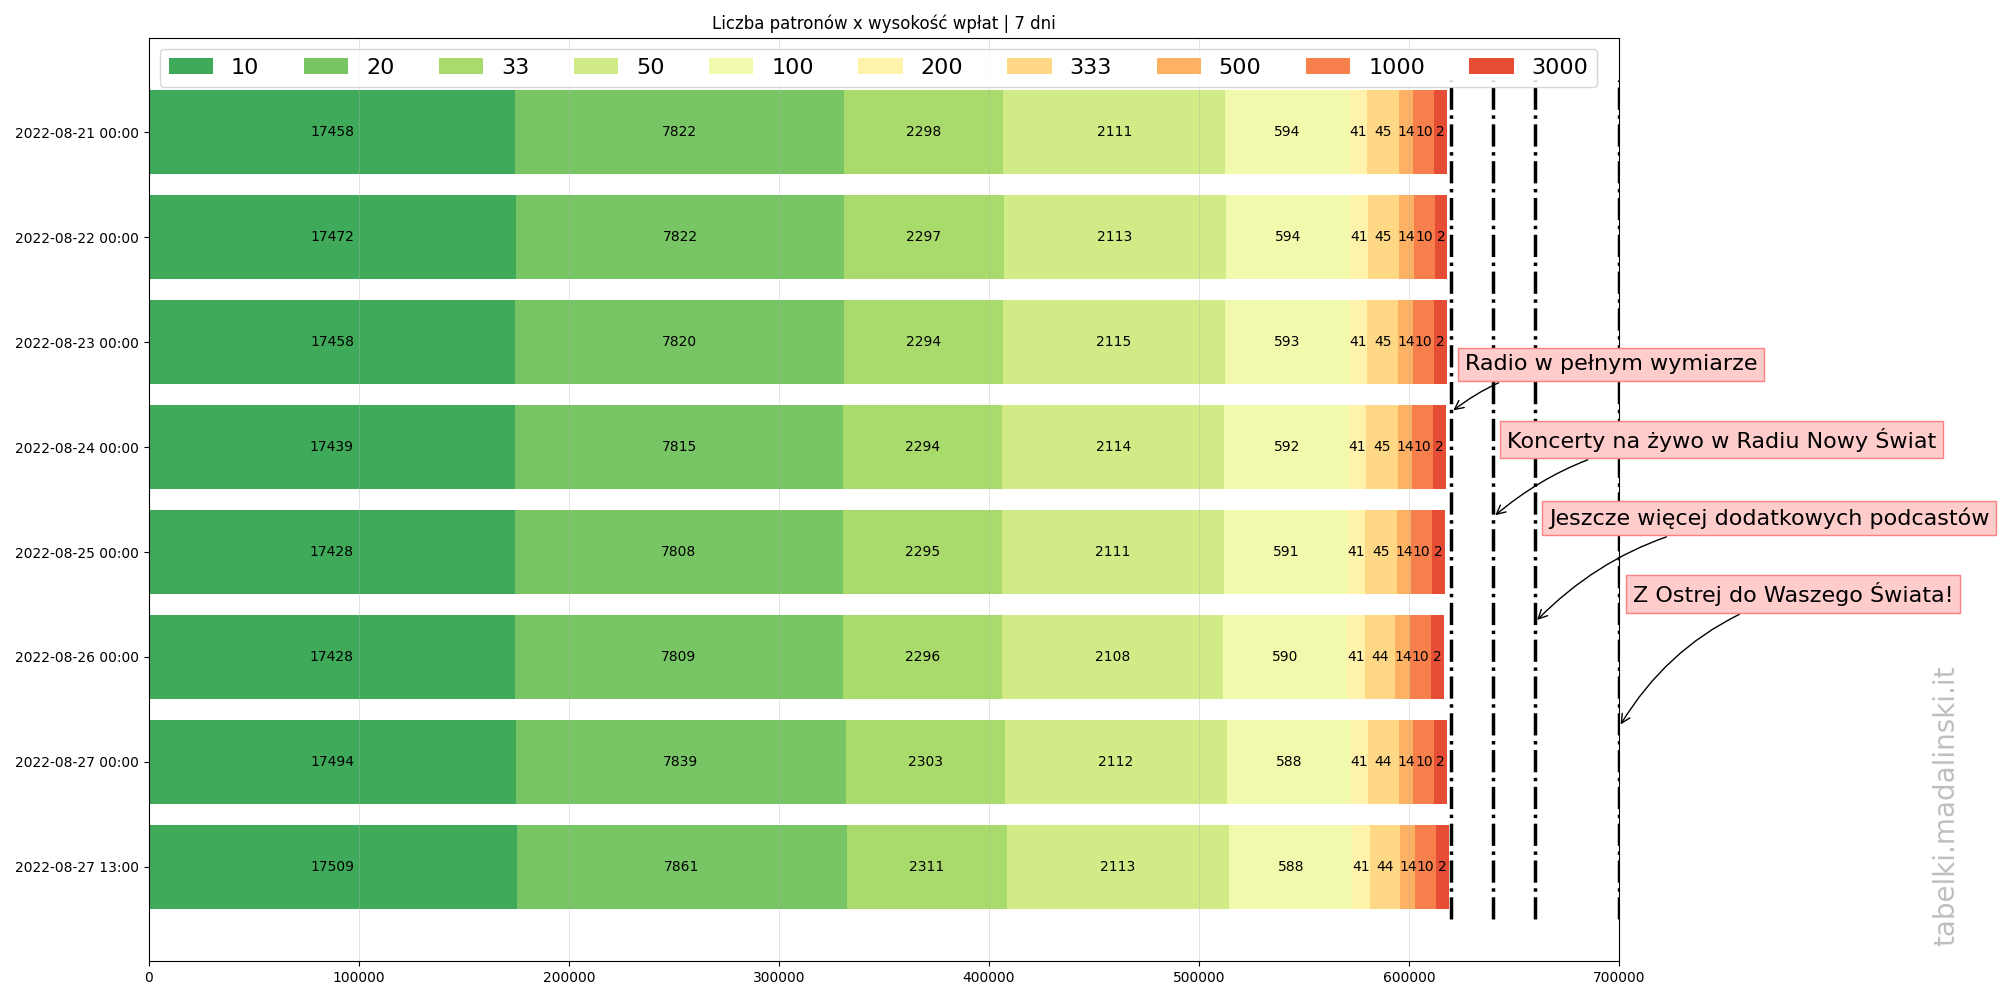 Liczba patronów x wysokość wpłat | 7 dni
10 20 33 50 100 200 333 500 1000 3000
2022-08-21 00:00 17458 7822 2298 2111 594 41 45 14 10 2
2022-08-22 00:00 17472 7822 2297 2113 594 41 45 14 10 2
2022-08-23 00:00 17458 7820 2294 2115 593 41 45 14 10 2
Radio w pełnym wymiarze
2022-08-24 00:00 17439 7815 2294 2114 592 41 45 14 10 2
Koncerty na żywo w Radiu Nowy Świat
Jeszcze więcej dodatkowych podcastów
2022-08-25 00:00 17428 7808 2295 2111 591 41 45 14 10 2
Z Ostrej do Waszego Świata!
2022-08-26 00:00 17428 7809 2296 2108 590 41 44 14 10 2
2022-08-27 00:00 17494 7839 2303 2112 588 41 44 14 10 2
2022-08-27 13:00 17509 7861 2311 2113 588 41 44 14 10 2
0 100000 200000 300000 400000 500000 600000 700000
tabelki.madalinski.it